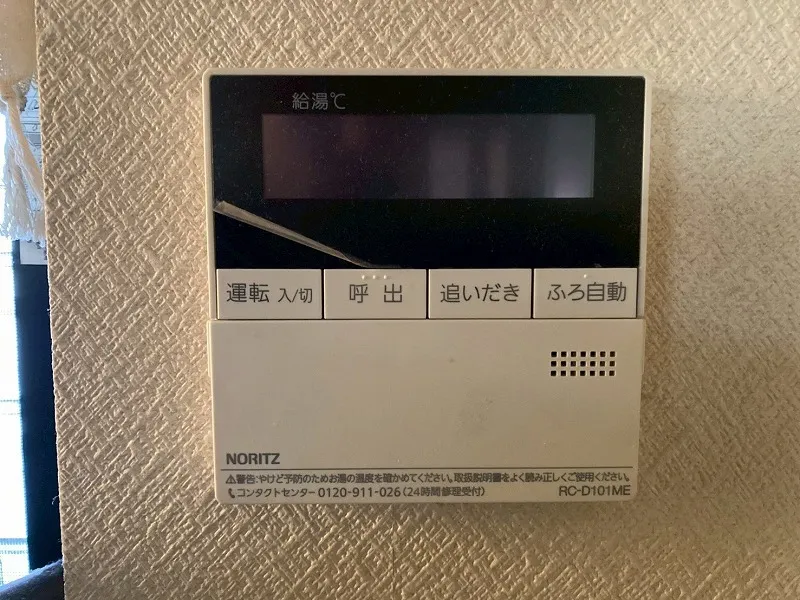 給湯℃
運転 入/切 呼出 追いだき ふろ自動
NORITZ
⚠警告:やけど予防のためお湯の温度を確かめてください。取扱説明書をよく読み正しくご使用ください。
コンタクトセンター 0120-911-026(24時間修理受付) RC-D101ME